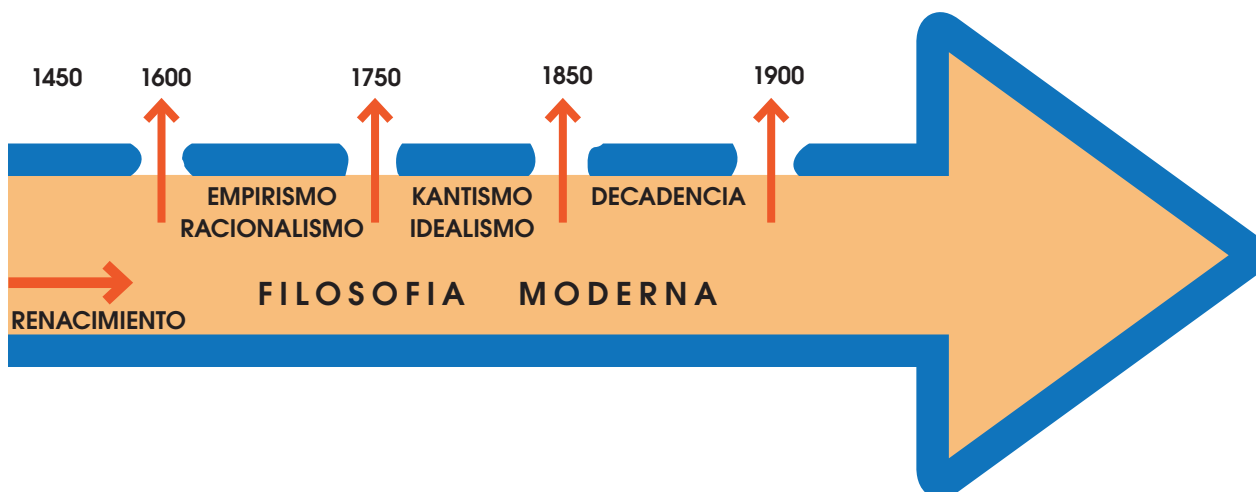 1450 1600 1750 1850 1900
EMPIRISMO KANTISMO DECADENCIA
RACIONALISMO IDEALISMO
FILOSOFIA MODERNA
RENACIMIENTO